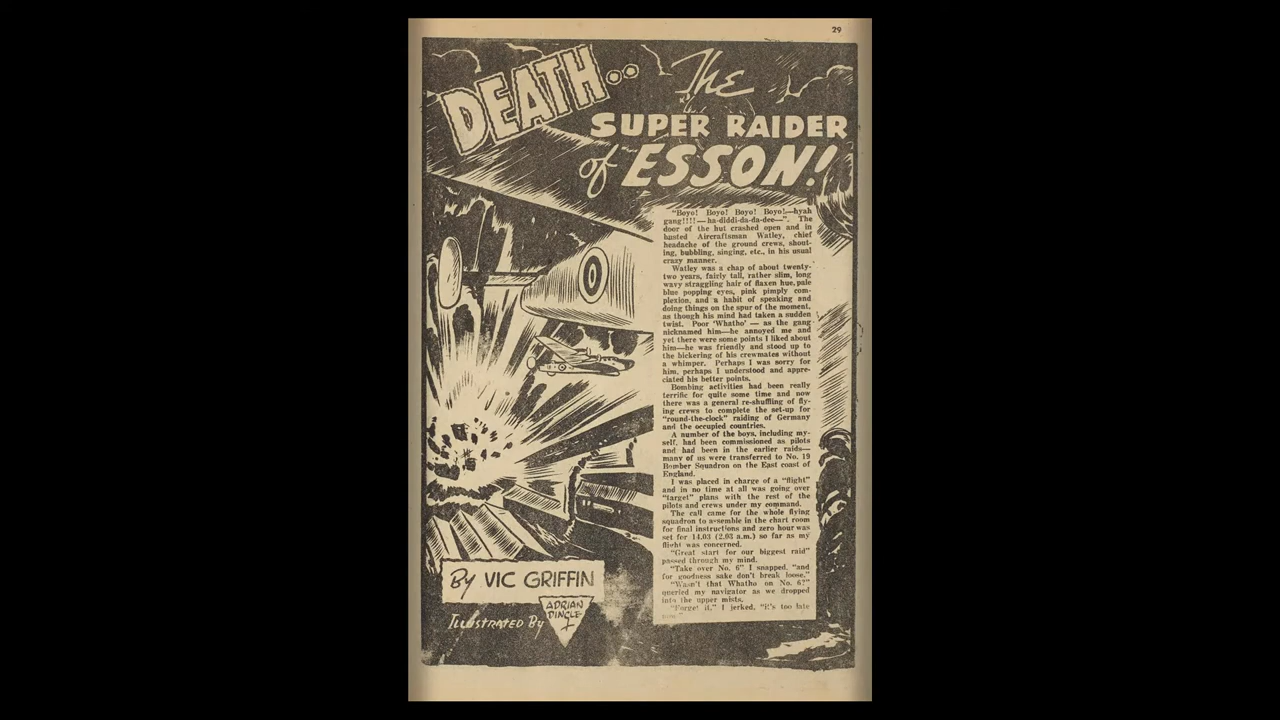 29
DEATH..
The
SUPER RAIDER
of ESSON!
"Boyo! Boyo! Boyo! Boyo!—hyah
gang!!!!—ha-diddi-da-da-dee—". The
door of the hut crashed open and in
busted Aircraftsman Watley, chief
headache of the ground crews, shout-
ing, bubbling, singing, etc., in his usual
crazy manner.
Watley was a chap of about twenty-
two years, fairly tall, rather slim, long
wavy straggling hair of flaxen hue, pale
blue popping eyes, pink pimply com-
plexion, and a habit of speaking and
doing things on the spur of the moment,
as though his mind had taken a sudden
twist. Poor 'Whatho' — as the gang
nicknamed him—he annoyed me and
yet there were some points I liked about
him—he was friendly and stood up to
the bickering of his crewmates without
a whimper. Perhaps I was sorry for
him, perhaps I understood and appre-
ciated his better points.
Bombing activities had been really
terrific for quite some time and now
there was a general re-shuffling of fly-
ing crews to complete the set-up for
"round-the-clock" raiding of Germany
and the occupied countries.
A number of the boys, including my-
self, had been commissioned as pilots
and had been in the earlier raids—
many of us were transferred to No. 19
Bomber Squadron on the East coast of
England.
I was placed in charge of a "flight"
and in no time at all was going over
"target" plans with the rest of the
pilots and crews under my command.
The call came for the whole flying
squadron to assemble in the chart room
for final instructions and zero hour was
set for 14.03 (2.03 a.m.) so far as my
flight was concerned.
"Great start for our biggest raid"
passed through my mind.
"Take over No. 6" I snapped, "and
for goodness sake don't break loose."
"Wasn't that Whatho on No. 6?"
queried my navigator as we dropped
into the upper mists.
"Forget it," I jerked, "it's too late
now."
By VIC GRIFFIN
ILLUSTRATED By
ADRIAN
DINGLE